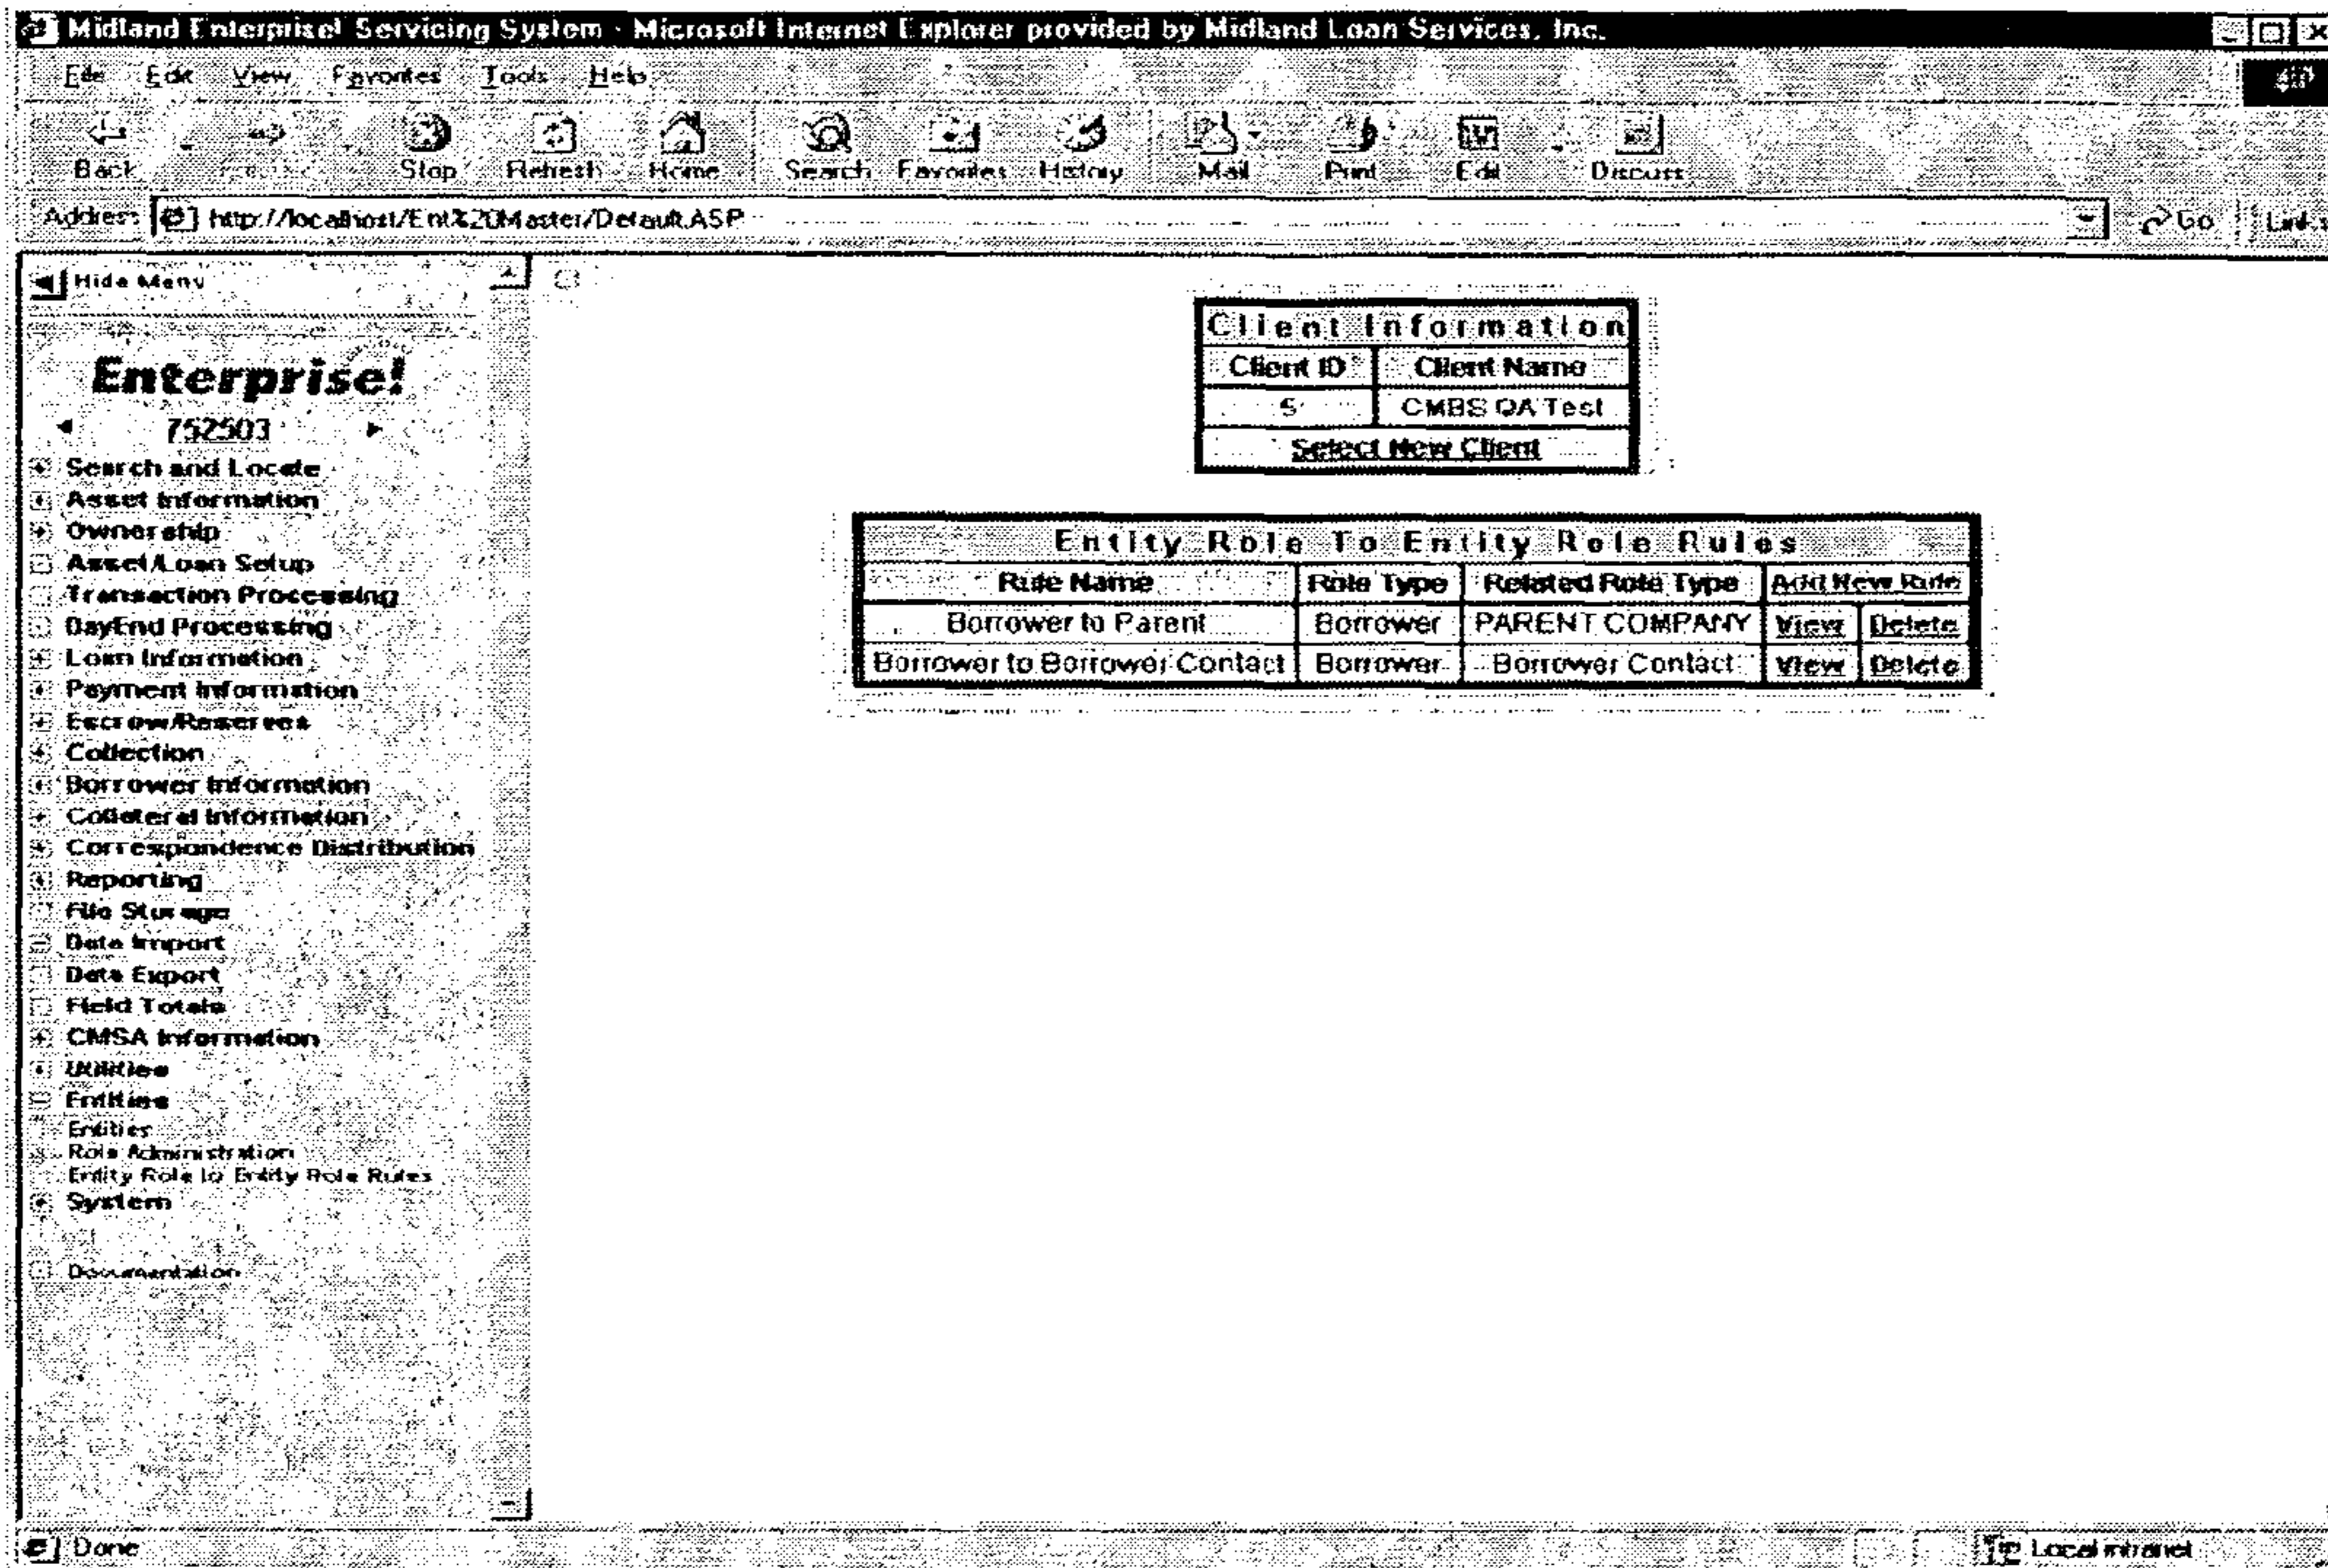 Midland Enterprise! Servicing System - Microsoft Internet Explorer provided by Midland Loan Services, Inc.
File Edit View Favorites Tools Help
Back Stop Refresh Home Search Favorites History Mail Print Edit Discuss
Address http://localhost/Ent%20Master/Default.ASP Go Links
Hide Menu
Enterprise!
752503
Search and Locate
Asset Information
Ownership
Asset/Loan Setup
Transaction Processing
DayEnd Processing
Loan Information
Payment Information
Escrow/Reserves
Collection
Borrower Information
Collateral Information
Correspondence Distribution
Reporting
File Storage
Data Import
Data Export
Field Totals
CMSA Information
Utilities
Entities
Entities
Role Administration
Entity Role to Entity Role Rules
System
Documentation
Client Information
Client ID Client Name
5 CMBS QA Test
Select New Client
Entity Role To Entity Role Rules
Rule Name Role Type Related Role Type Add New Rule
Borrower to Parent Borrower PARENT COMPANY View Delete
Borrower to Borrower Contact Borrower Borrower Contact View Delete
Done Local intranet